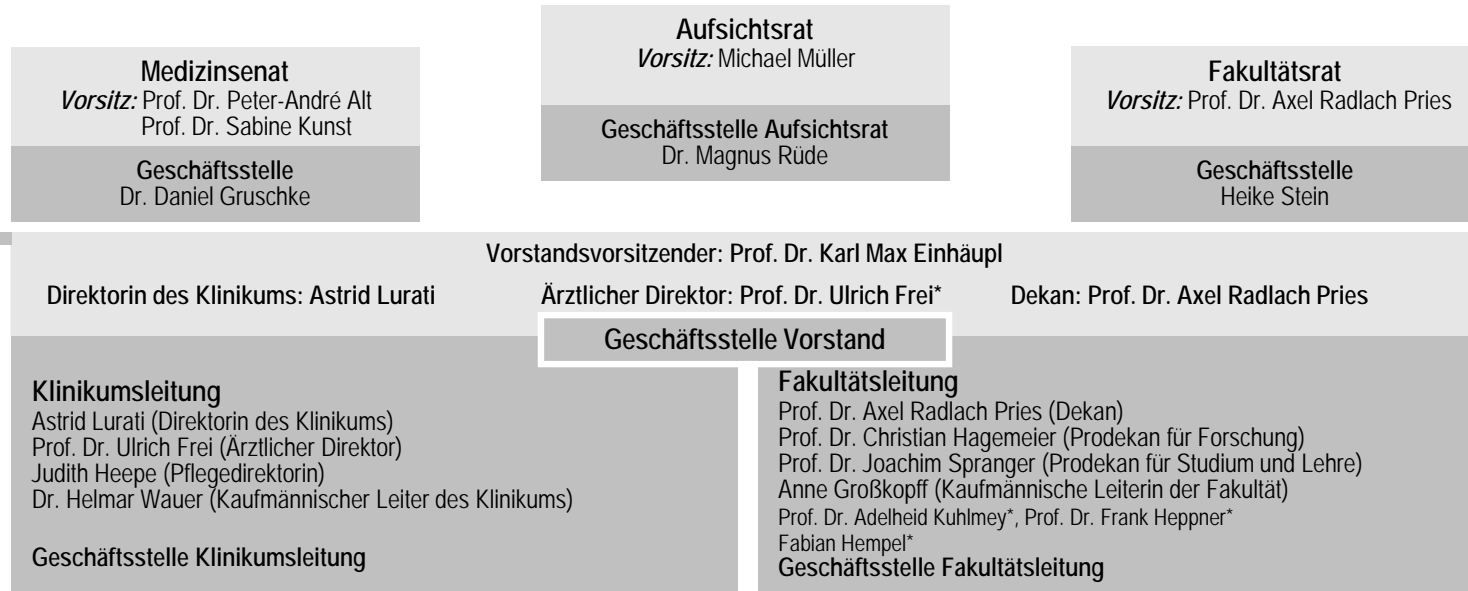 Aufsichtsrat
Vorsitz: Michael Müller
Geschäftsstelle Aufsichtsrat
Dr. Magnus Rüde
Medizinsenat
Vorsitz: Prof. Dr. Peter-André Alt
Prof. Dr. Sabine Kunst
Geschäftsstelle
Dr. Daniel Gruschke
Fakultätsrat
Vorsitz: Prof. Dr. Axel Radlach Pries
Geschäftsstelle
Heike Stein
Vorstandsvorsitzender: Prof. Dr. Karl Max Einhäupl
Direktorin des Klinikums: Astrid Lurati
Ärztlicher Direktor: Prof. Dr. Ulrich Frei*
Dekan: Prof. Dr. Axel Radlach Pries
Geschäftsstelle Vorstand
Klinikumsleitung
Astrid Lurati (Direktorin des Klinikums)
Prof. Dr. Ulrich Frei (Ärztlicher Direktor)
Judith Heepe (Pflegedirektorin)
Dr. Helmar Wauer (Kaufmännischer Leiter des Klinikums)
Geschäftsstelle Klinikumsleitung
Fakultätsleitung
Prof. Dr. Axel Radlach Pries (Dekan)
Prof. Dr. Christian Hagemeier (Prodekan für Forschung)
Prof. Dr. Joachim Spranger (Prodekan für Studium und Lehre)
Anne Großkopff (Kaufmännische Leiterin der Fakultät)
Prof. Dr. Adelheid Kuhlmey*, Prof. Dr. Frank Heppner*
Fabian Hempel*
Geschäftsstelle Fakultätsleitung